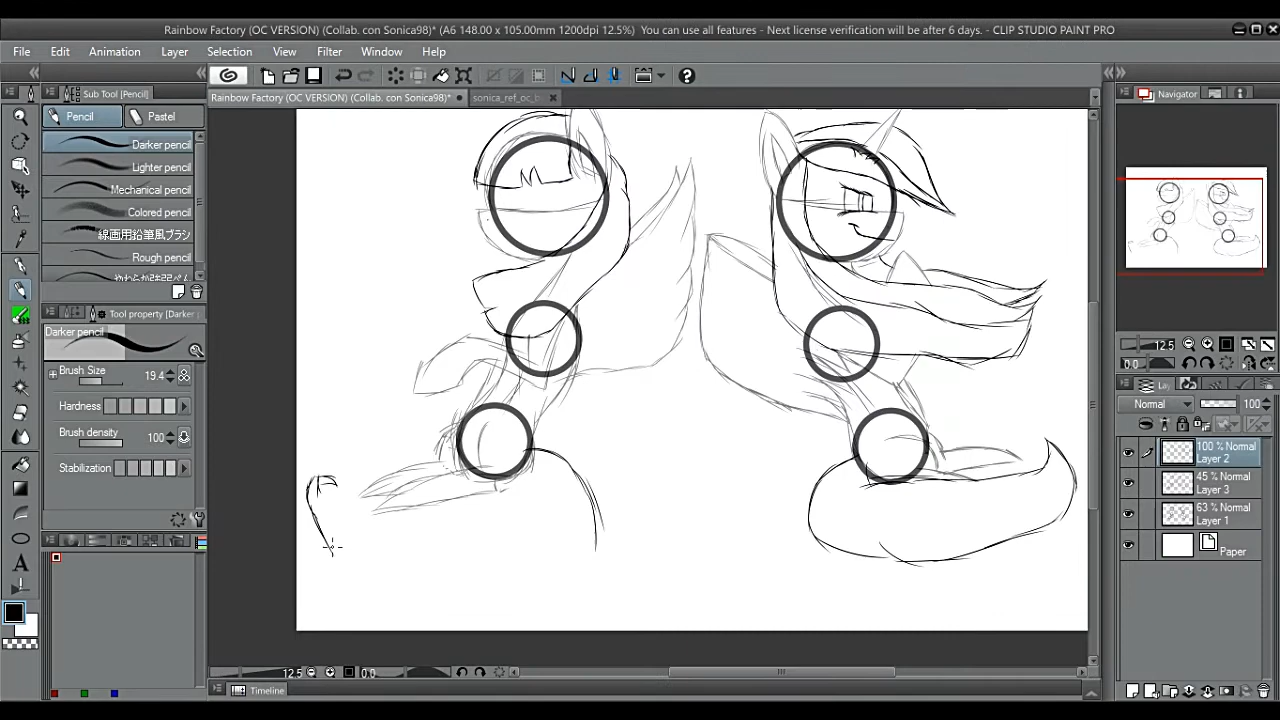 Rainbow Factory (OC VERSION) (Collab. con Sonica98)* (A6 148.00 x 105.00mm 1200dpi 12.5%)  You can use all features - Next license verification will be after 6 days. - CLIP STUDIO PAINT PRO
File Edit Animation Layer Selection View Filter Window Help
Sub Tool [Pencil]
Rainbow Factory (OC VERSION) (Collab. con Sonica98)*
sonica_ref_oc_b
Navigator
Pencil Pastel
Darker pencil
Lighter pencil
Mechanical pencil
Colored pencil
線画用鉛筆風ブラシ
Rough pencil
Tool property [Darker
Darker pencil
Brush Size 19.4
Hardness
Brush density 100
Stabilization
12.5
0.0
Lay
Normal 100
100 % Normal
Layer 2
45 % Normal
Layer 3
63 % Normal
Layer 1
Paper
12.5 0.0
Timeline